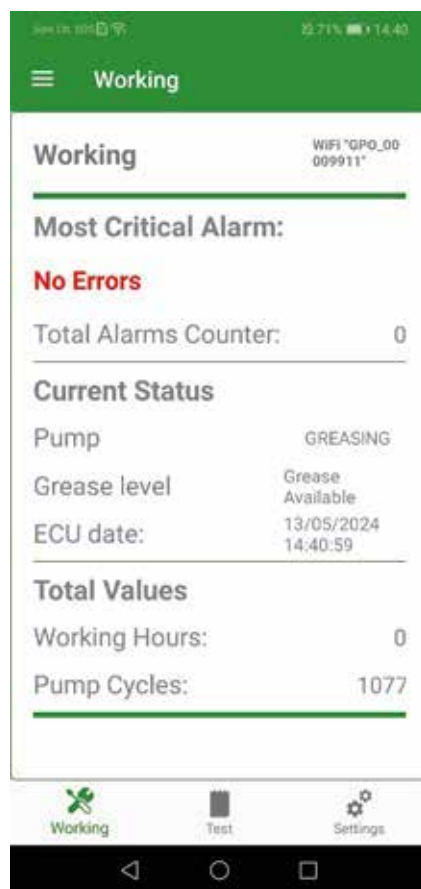 71% 14:40
Working
Working
WiFi "GPO_00
009911"
Most Critical Alarm:
No Errors
Total Alarms Counter: 0
Current Status
Pump GREASING
Grease level Grease
Available
ECU date: 13/05/2024
14:40:59
Total Values
Working Hours: 0
Pump Cycles: 1077
Working Test Settings